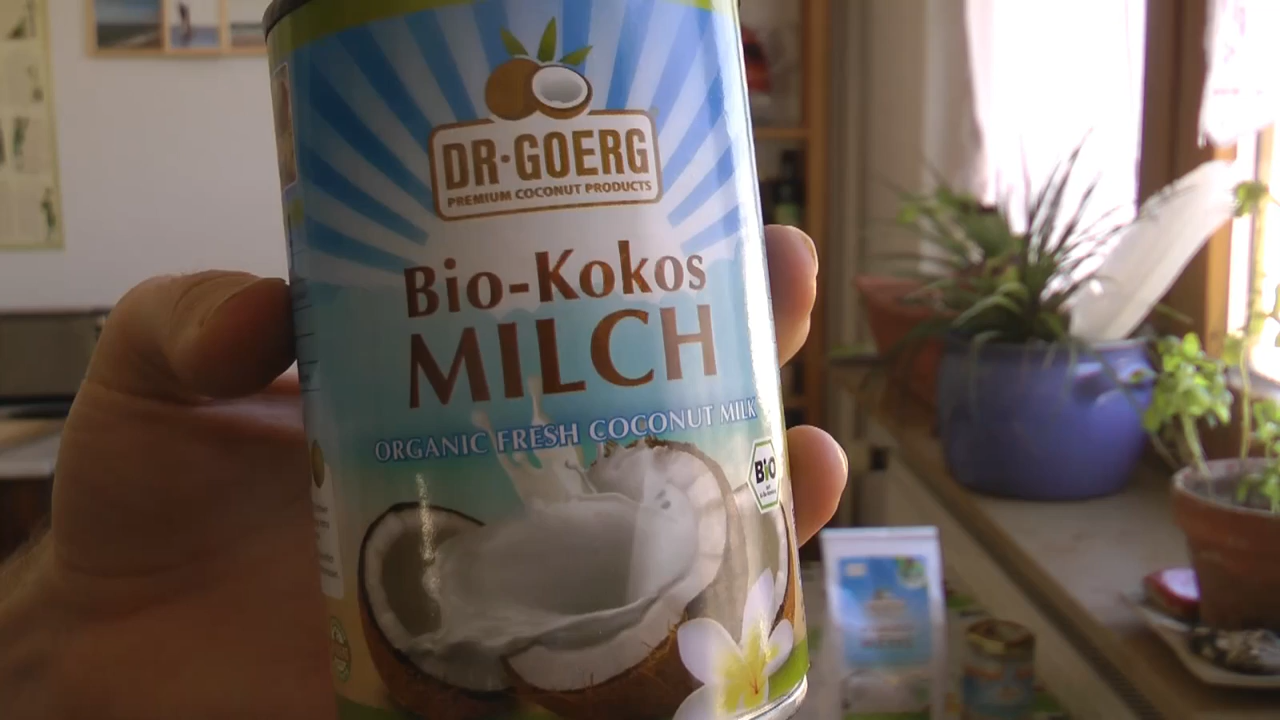 DR·GOERG
PREMIUM COCONUT PRODUCTS
Bio-Kokos
MILCH
ORGANIC FRESH COCONUT MILK
Bio